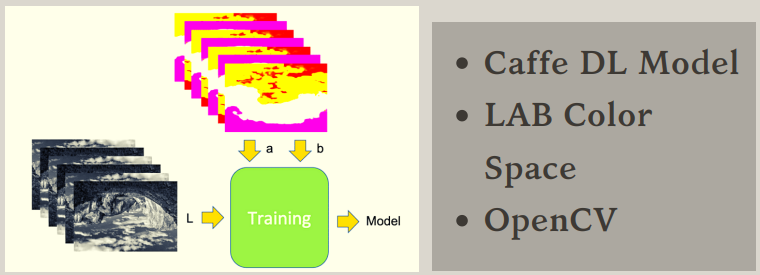 a
b
L
Training
Model
• Caffe DL Model
• LAB Color
Space
• OpenCV